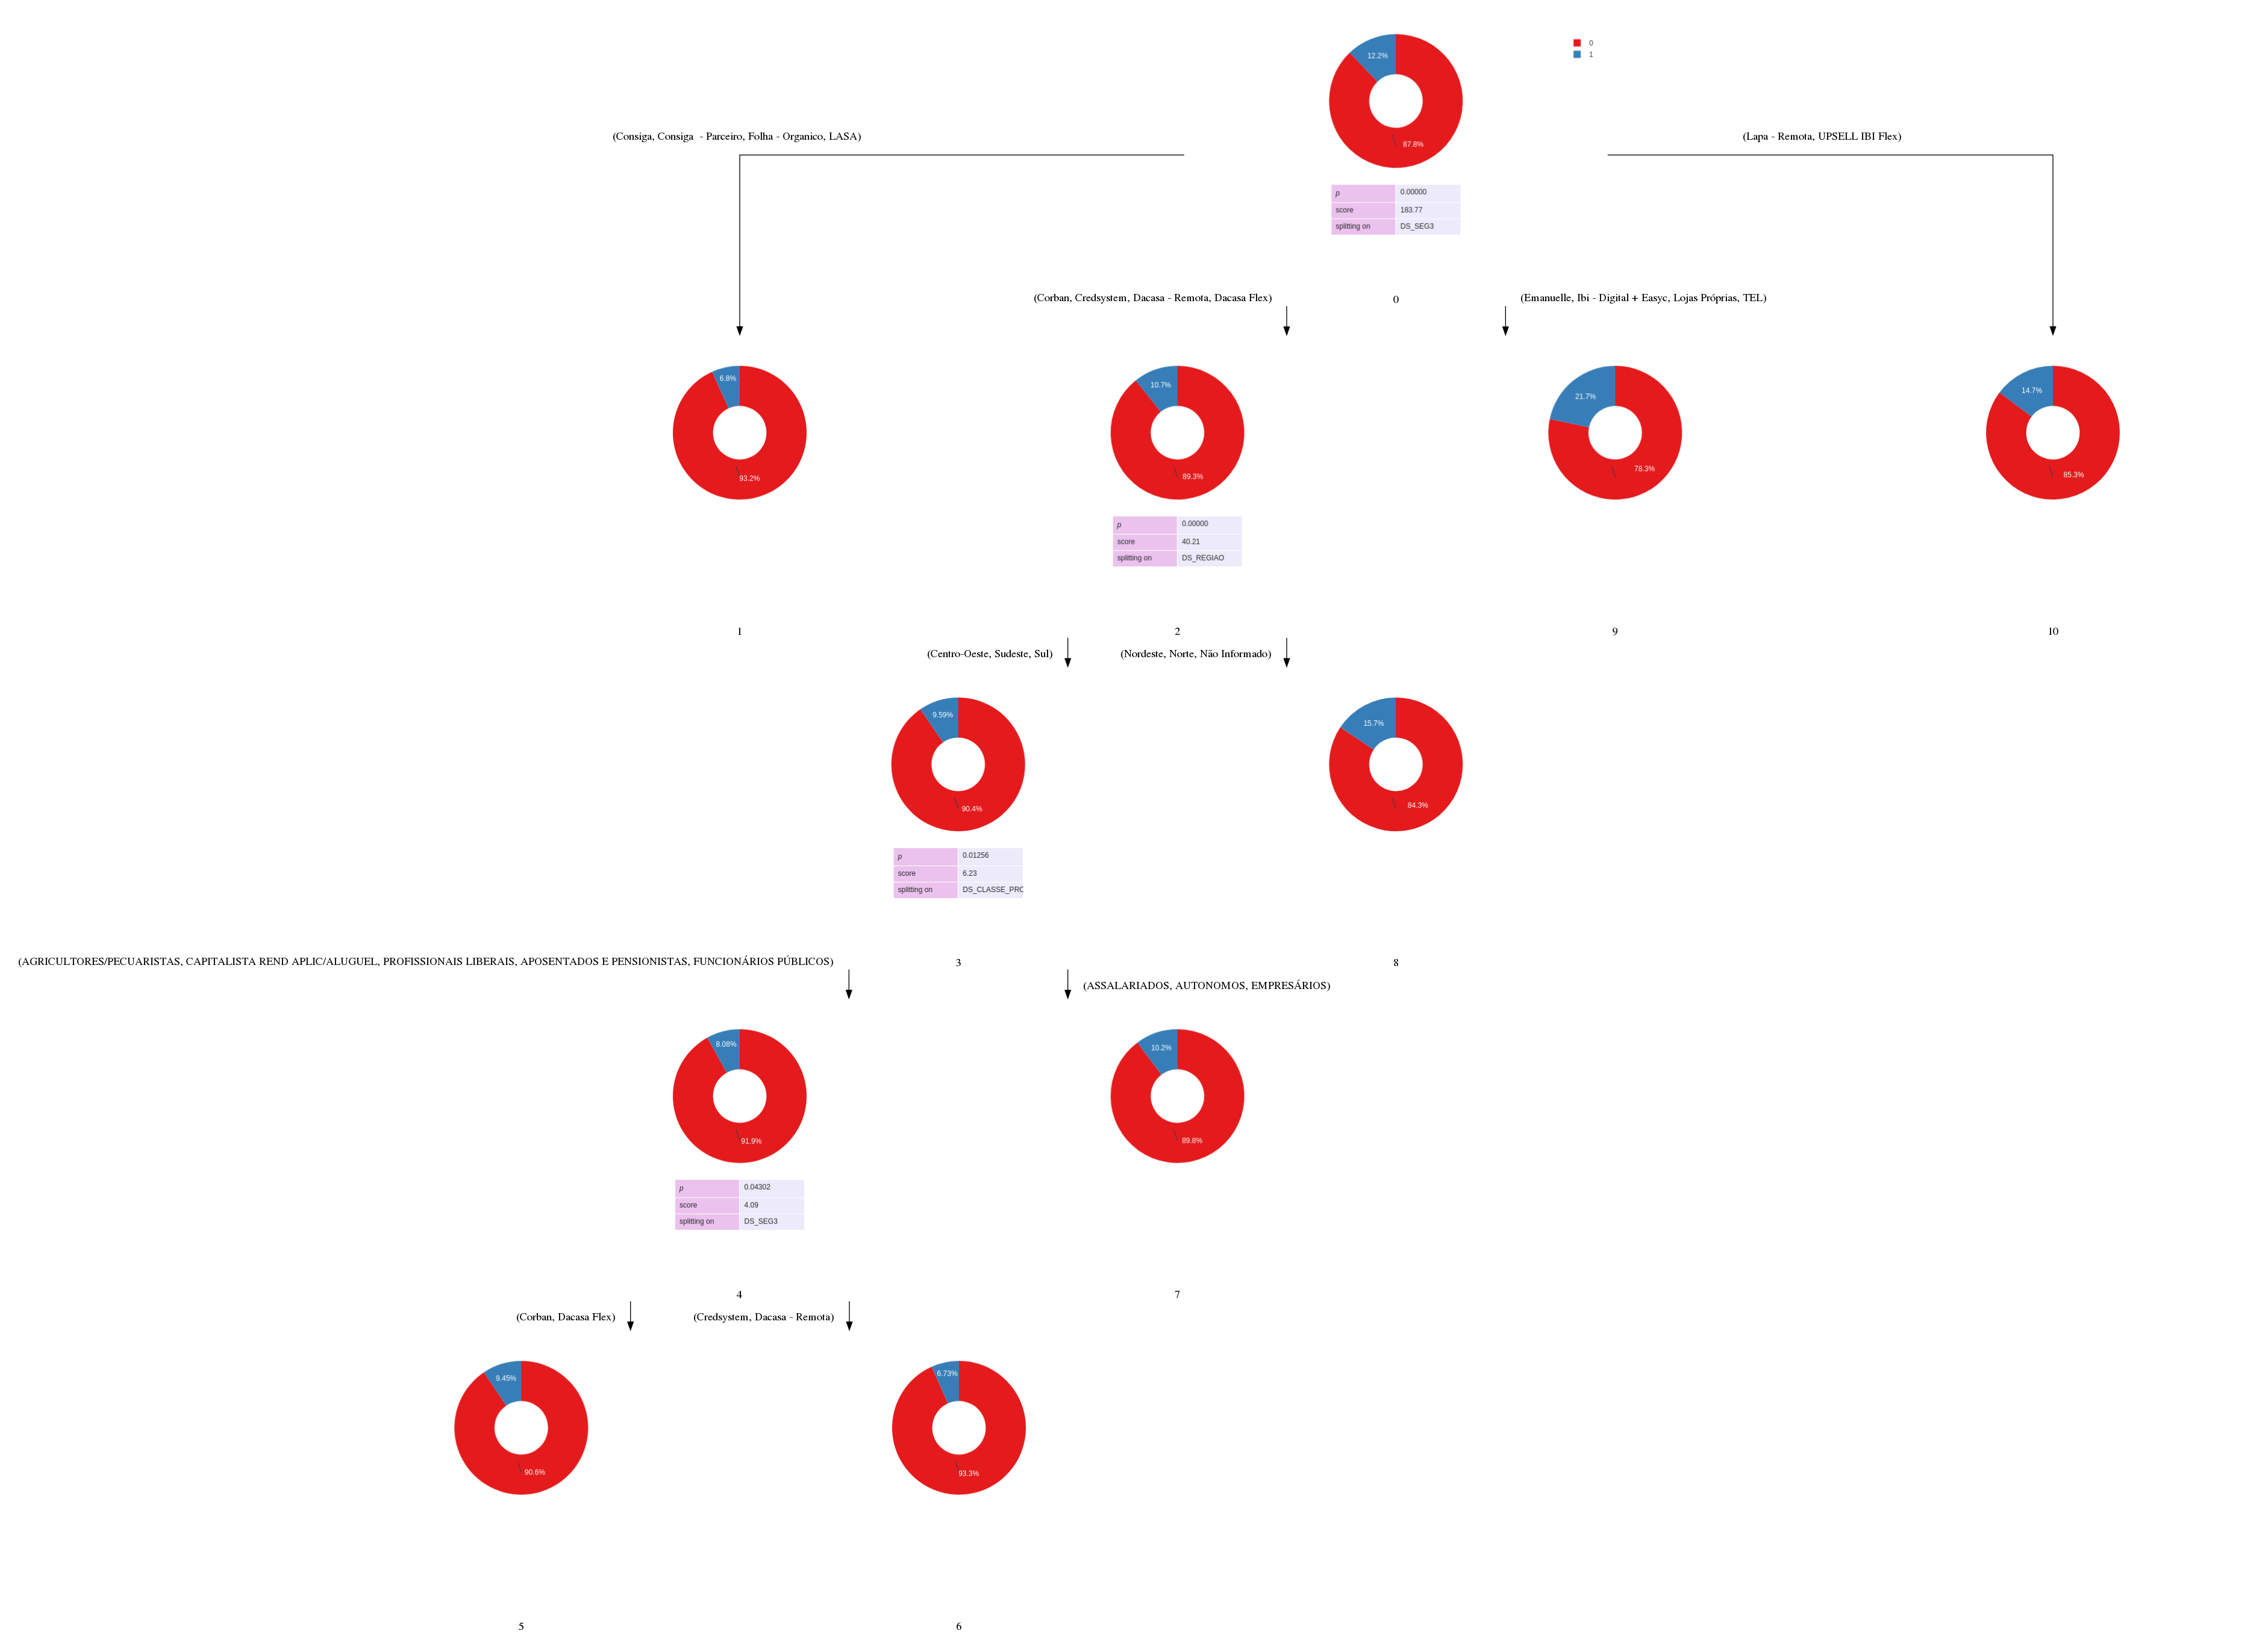 0
1
12.2%
87.8%
(Consiga, Consiga  - Parceiro, Folha - Organico, LASA)
(Lapa - Remota, UPSELL IBI Flex)
p 0.00000
score 183.77
splitting on DS_SEG3
(Corban, Credsystem, Dacasa - Remota, Dacasa Flex)
0
(Emanuelle, Ibi - Digital + Easyc, Lojas Próprias, TEL)
6.8%
93.2%
10.7%
89.3%
21.7%
78.3%
14.7%
85.3%
p 0.00000
score 40.21
splitting on DS_REGIAO
1
2
9
10
(Centro-Oeste, Sudeste, Sul)
(Nordeste, Norte, Não Informado)
9.59%
90.4%
15.7%
84.3%
p 0.01256
score 6.23
splitting on DS_CLASSE_PRO
(AGRICULTORES/PECUARISTAS, CAPITALISTA REND APLIC/ALUGUEL, PROFISSIONAIS LIBERAIS, APOSENTADOS E PENSIONISTAS, FUNCIONÁRIOS PÚBLICOS)
3
8
(ASSALARIADOS, AUTONOMOS, EMPRESÁRIOS)
8.08%
91.9%
10.2%
89.8%
p 0.04302
score 4.09
splitting on DS_SEG3
4
7
(Corban, Dacasa Flex)
(Credsystem, Dacasa - Remota)
9.45%
90.6%
6.73%
93.3%
5
6